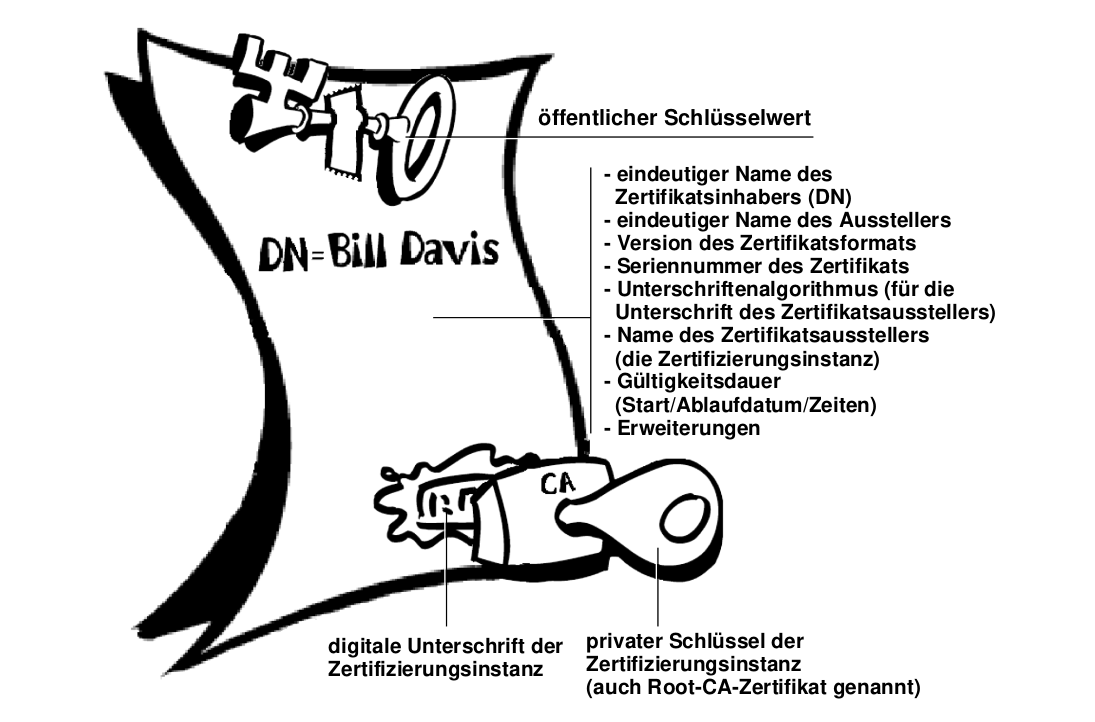 öffentlicher Schlüsselwert
- eindeutiger Name des
Zertifikatsinhabers (DN)
- eindeutiger Name des Ausstellers
- Version des Zertifikatsformats
- Seriennummer des Zertifikats
- Unterschriftenalgorithmus (für die
Unterschrift des Zertifikatsausstellers)
- Name des Zertifikatsausstellers
(die Zertifizierungsinstanz)
- Gültigkeitsdauer
(Start/Ablaufdatum/Zeiten)
- Erweiterungen
DN=Bill Davis
CA
digitale Unterschrift der
Zertifizierungsinstanz
privater Schlüssel der
Zertifizierungsinstanz
(auch Root-CA-Zertifikat genannt)